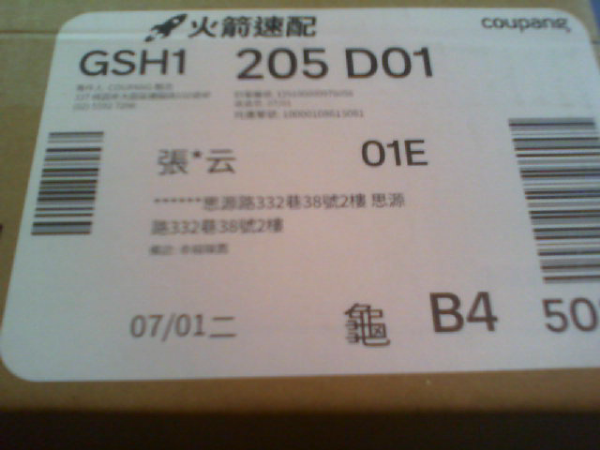 火箭速配 coupang
GSH1 205 D01
張*云 01E
******思源路332巷38號2樓 思源
路332巷38號2樓
07/01二 龜 B4 50